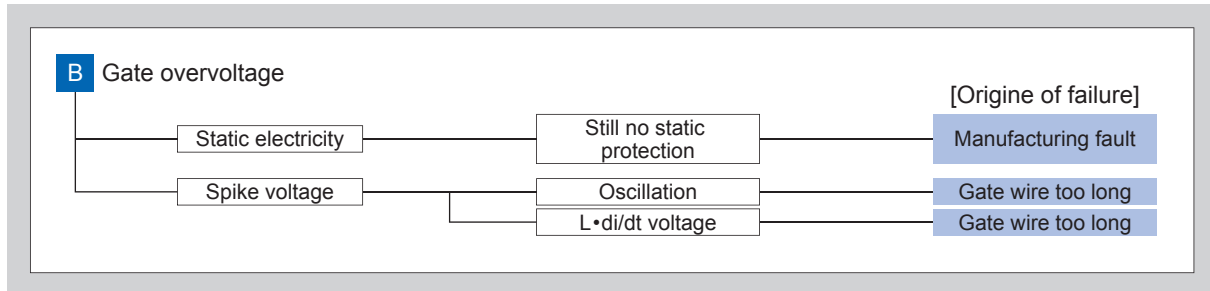 B Gate overvoltage
[Origine of failure]
Static electricity
Still no static
protection
Manufacturing fault
Spike voltage
Oscillation
Gate wire too long
L•di/dt voltage
Gate wire too long